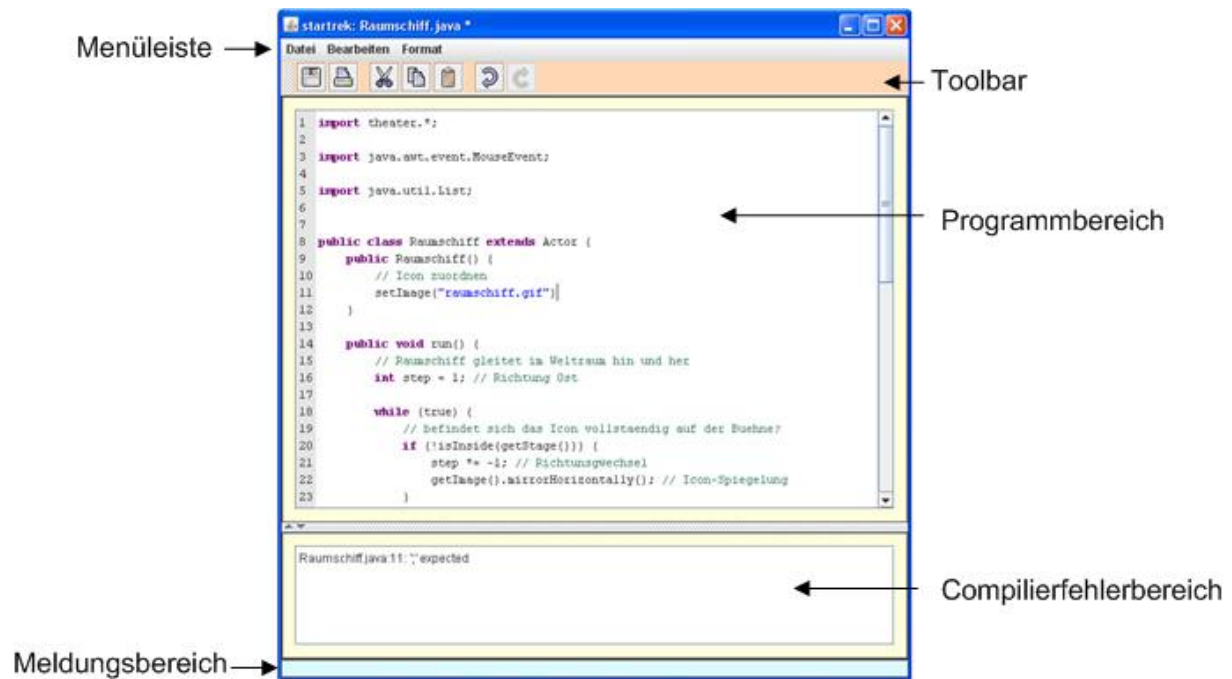 startrek: Raumschiff.java *
Menüleiste
Datei Bearbeiten Format
Toolbar
1 import theater.*;
2
3 import java.awt.event.MouseEvent;
4
5 import java.util.List;
6
7
Programmbereich
8 public class Raumschiff extends Actor {
9 public Raumschiff() {
10 // Icon zuordnen
11 setImage("raumschiff.gif")
12 }
13
14 public void run() {
15 // Raumschiff gleitet im Weltraum hin und her
16 int step = 1; // Richtung Ost
17
18 while (true) {
19 // befindet sich das Icon vollstaendig auf der Buehne?
20 if (!isInside(getStage())) {
21 step *= -1; // Richtunsgwechsel
22 getImage().mirrorHorizontally(); // Icon-Spiegelung
23 }
Raumschiff.java:11: ';' expected
Compilierfehlerbereich
Meldungsbereich